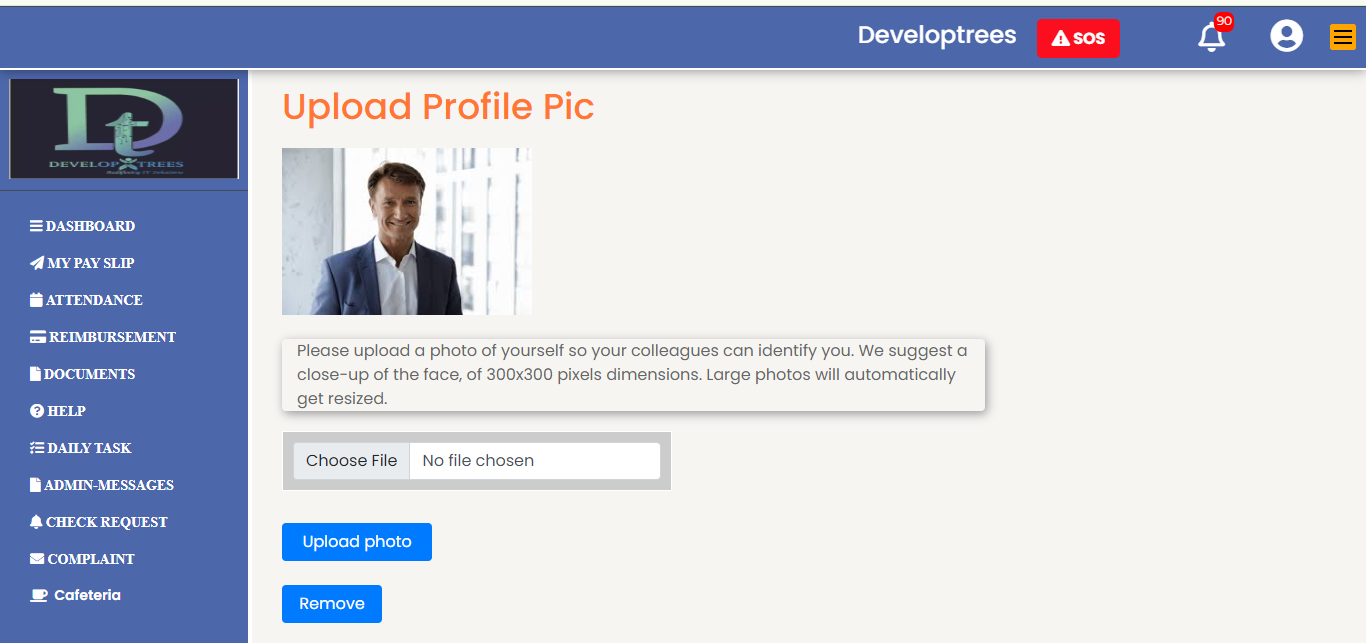 Developtrees
SOS
90
DEVELOP TREES
DASHBOARD
MY PAY SLIP
ATTENDANCE
REIMBURSEMENT
DOCUMENTS
HELP
DAILY TASK
ADMIN-MESSAGES
CHECK REQUEST
COMPLAINT
Cafeteria
Upload Profile Pic
Please upload a photo of yourself so your colleagues can identify you. We suggest a
close-up of the face, of 300x300 pixels dimensions. Large photos will automatically
get resized.
Choose File No file chosen
Upload photo
Remove